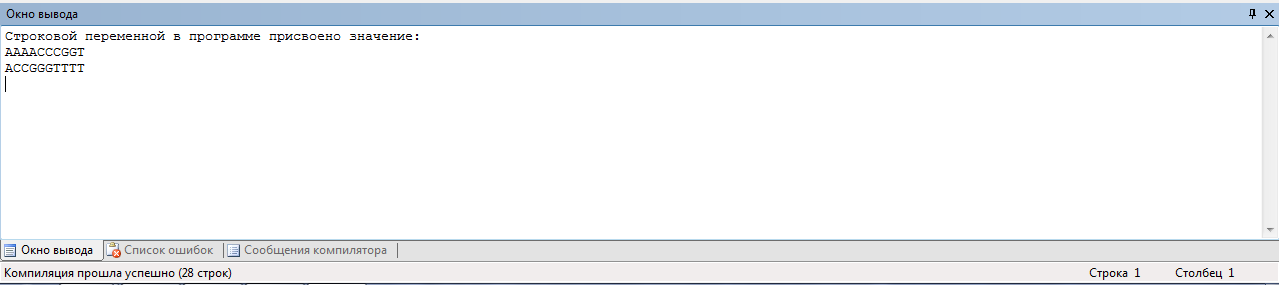 Окно вывода
Строковой переменной в программе присвоено значение:
AAAACCCGGT
ACCGGGTTTT
Окно вывода Список ошибок Сообщения компилятора
Компиляция прошла успешно (28 строк) Строка 1 Столбец 1